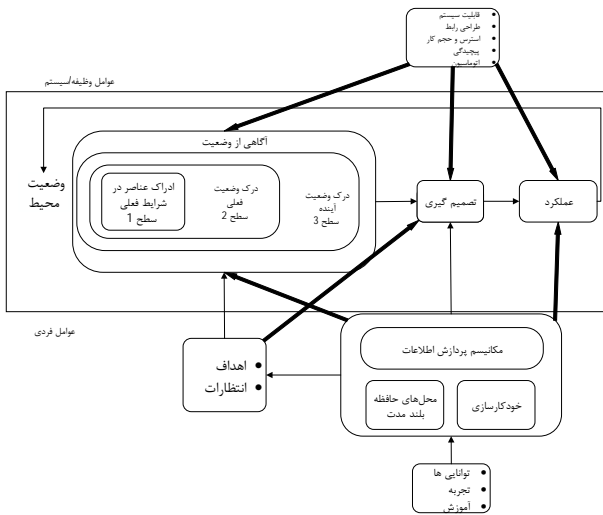 قابلیت سیستم
طراحی رابط
استرس و حجم کار
پیچیدگی
اتوماسیون
عوامل وظیفه/سیستم
آگاهی از وضعیت
وضعیت
محیط
ادراک عناصر در
شرایط فعلی
سطح 1
درک وضعیت
فعلی
سطح 2
درک وضعیت
آینده
سطح 3
تصمیم گیری
عملکرد
عوامل فردی
اهداف
انتظارات
مکانیسم پردازش اطلاعات
محل‌های حافظه
بلند مدت
خودکارسازی
توانایی ها
تجربه
آموزش